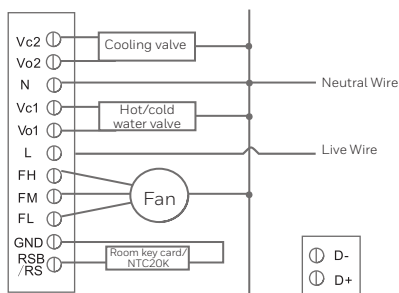 Vc2
Cooling valve
Vo2
N
Neutral Wire
Vc1
Hot/cold
water valve
Vo1
L
Live Wire
FH
FM
Fan
FL
GND
RSB
/RS
Room key card/
NTC20K
D-
D+